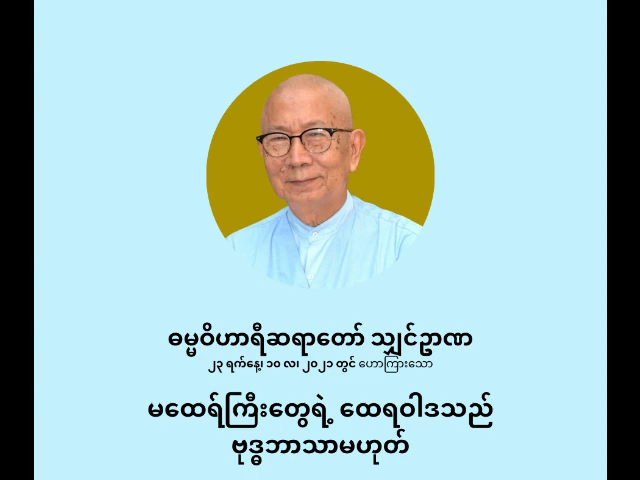 ဓမ္မဝိဟာရီဆရာတော် သျှင်ဥာဏ
၂၃ ရက်နေ့၊ ၁၀ လ၊ ၂၀၂၁ တွင် ဟောကြားသော
မထေရ်ကြီးတွေရဲ့ ထေရဝါဒသည်
ဗုဒ္ဓဘာသာမဟုတ်